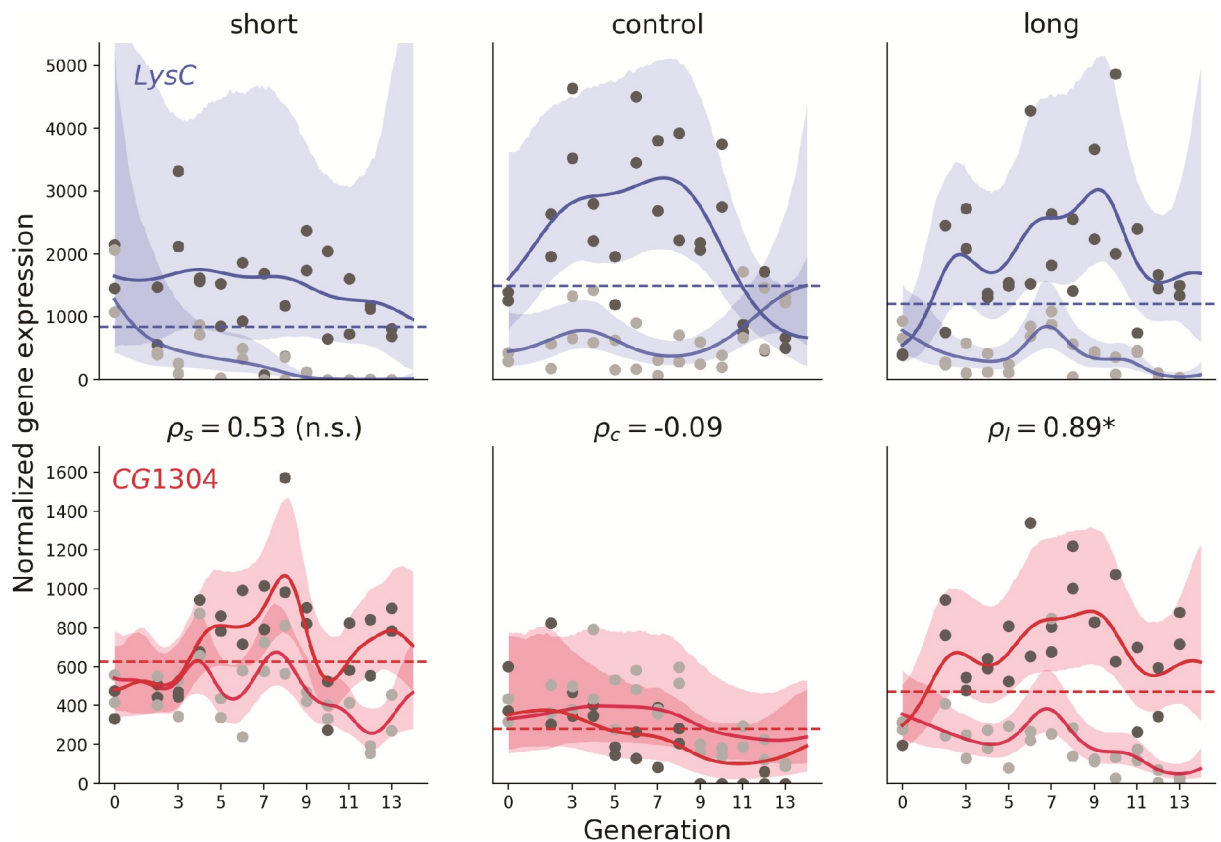 short control long
5000
LysC
4000
3000
2000
1000
0
ρs = 0.53 (n.s.) ρc = -0.09 ρl = 0.89*
1600
CG1304
1400
1200
1000
800
600
400
200
0
0 3 5 7 9 11 13 0 3 5 7 9 11 13 0 3 5 7 9 11 13
Normalized gene expression
Generation